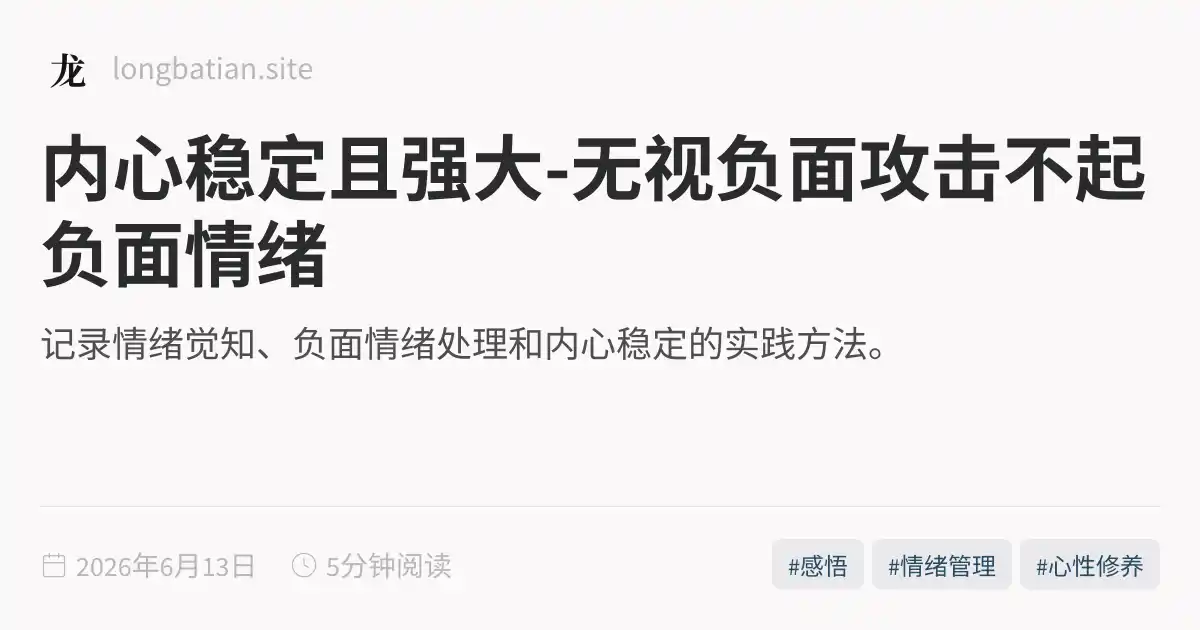 龙 longbatian.site
内心稳定且强大-无视负面攻击不起
负面情绪
记录情绪觉知、负面情绪处理和内心稳定的实践方法。
2026年6月13日 5分钟阅读 #感悟 #情绪管理 #心性修养